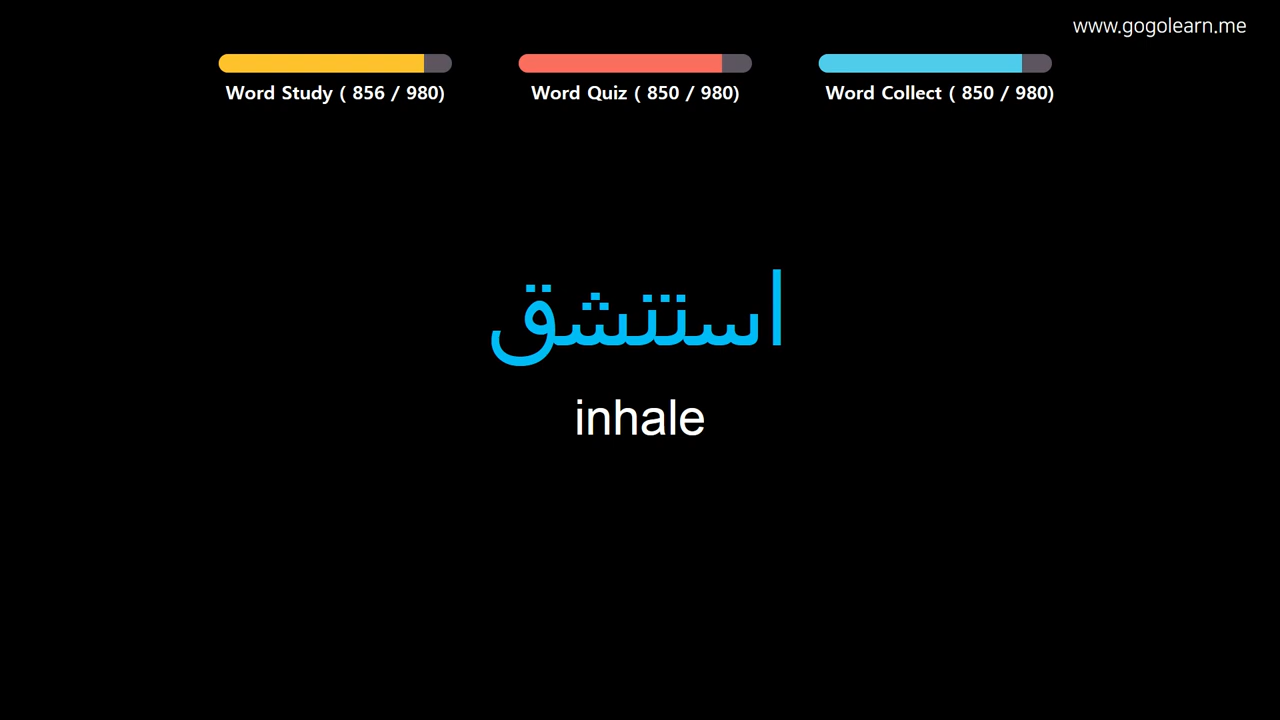 www.gogolearn.me
Word Study ( 856 / 980)
Word Quiz ( 850 / 980)
Word Collect ( 850 / 980)
استنشق
inhale